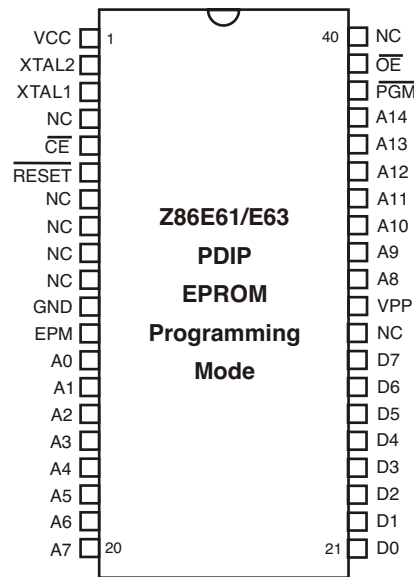 VCC
XTAL2
XTAL1
NC
CE
RESET
NC
NC
NC
NC
GND
EPM
A0
A1
A2
A3
A4
A5
A6
A7
1
20
Z86E61/E63
PDIP
EPROM
Programming
Mode
40
21
NC
OE
PGM
A14
A13
A12
A11
A10
A9
A8
VPP
NC
D7
D6
D5
D4
D3
D2
D1
D0